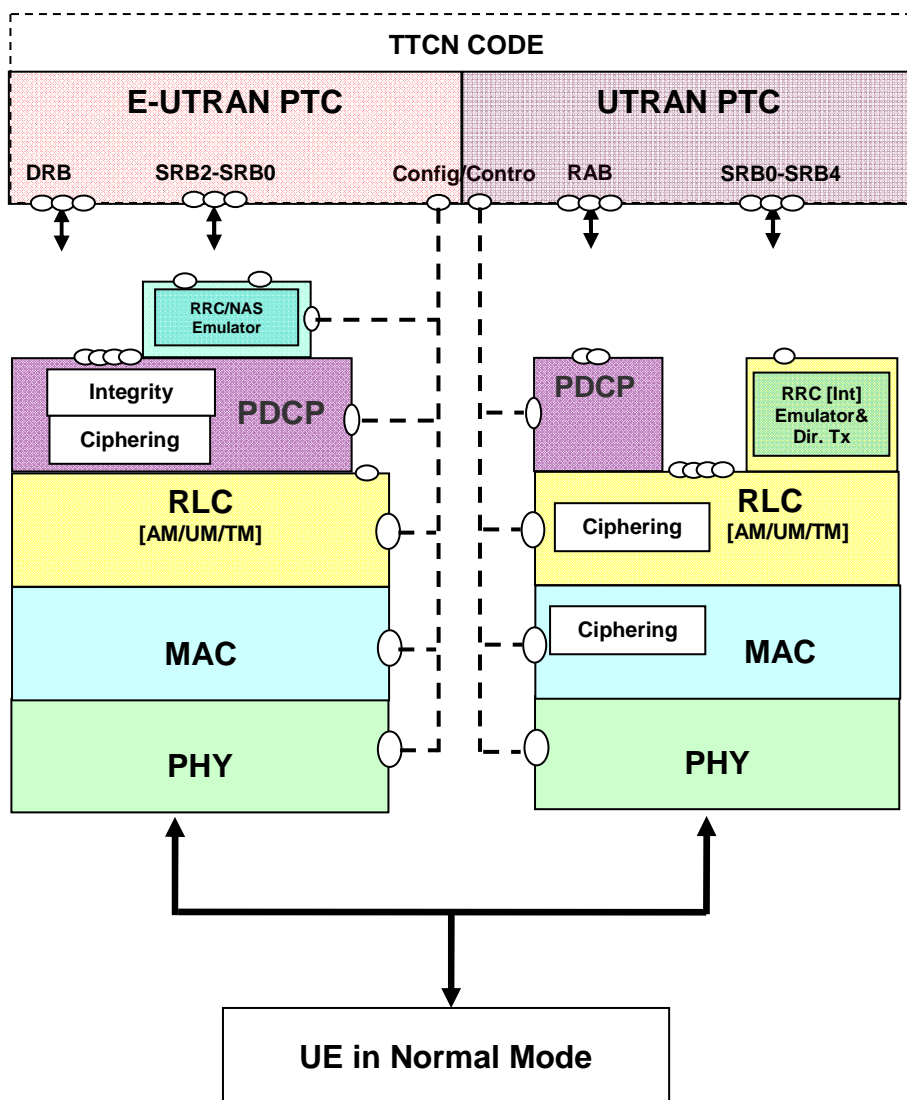 TTCN CODE
E-UTRAN PTC
UTRAN PTC
DRB
SRB2-SRB0
Config/Contro
RAB
SRB0-SRB4
RRC/NAS
Emulator
Integrity
Ciphering
PDCP
PDCP
RRC [Int]
Emulator&
Dir. Tx
RLC
[AM/UM/TM]
Ciphering
RLC
[AM/UM/TM]
MAC
Ciphering
MAC
PHY
PHY
UE in Normal Mode